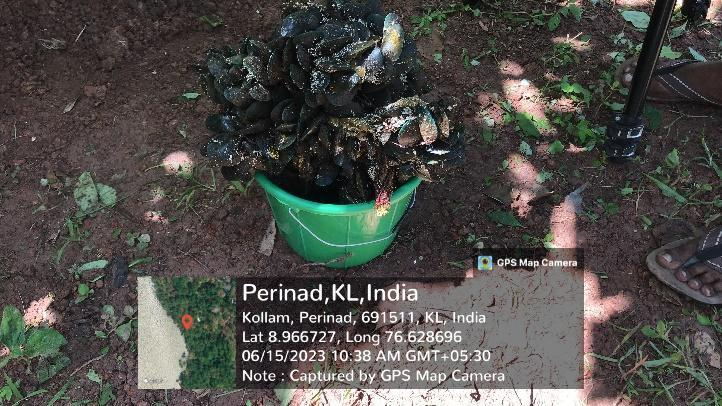 GPS Map Camera
Perinad,KL,India
Kollam, Perinad, 691511, KL, India
Lat 8.966727, Long 76.628696
06/15/2023 10:38 AM GMT+05:30
Note : Captured by GPS Map Camera